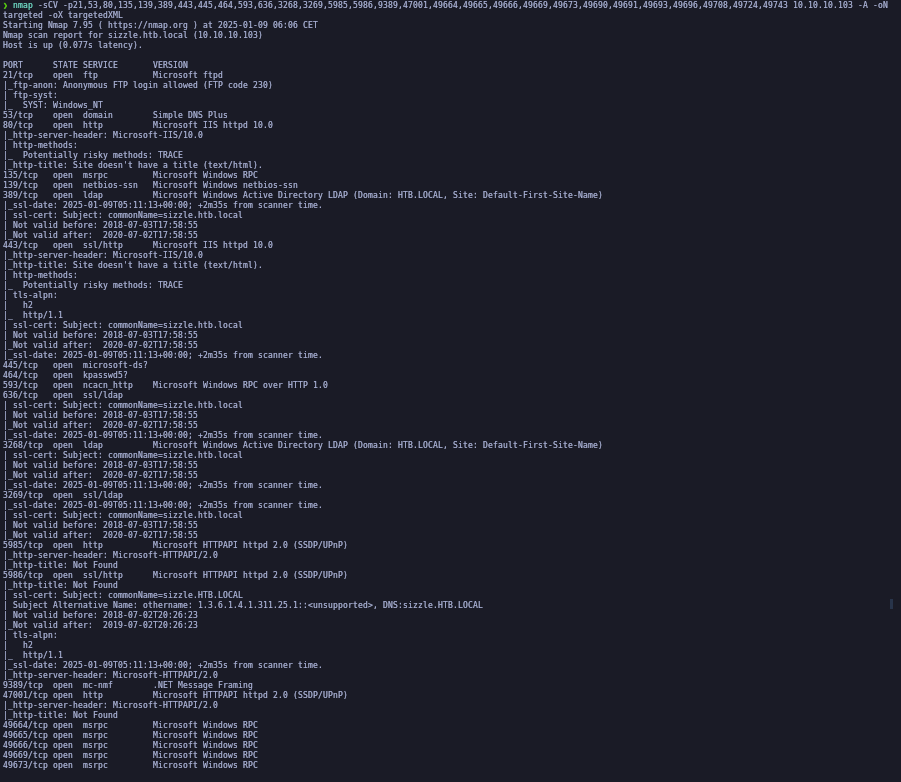 ❯ nmap -sCV -p21,53,80,135,139,389,443,445,464,593,636,3268,3269,5985,5986,9389,47001,49664,49665,49666,49669,49673,49690,49691,49693,49696,49708,49724,49743 10.10.10.103 -A -oN
targeted -oX targetedXML
Starting Nmap 7.95 ( https://nmap.org ) at 2025-01-09 06:06 CET
Nmap scan report for sizzle.htb.local (10.10.10.103)
Host is up (0.077s latency).
PORT      STATE SERVICE       VERSION
21/tcp    open  ftp           Microsoft ftpd
|_ftp-anon: Anonymous FTP login allowed (FTP code 230)
| ftp-syst:
|_  SYST: Windows_NT
53/tcp    open  domain        Simple DNS Plus
80/tcp    open  http          Microsoft IIS httpd 10.0
|_http-server-header: Microsoft-IIS/10.0
| http-methods:
|_  Potentially risky methods: TRACE
|_http-title: Site doesn't have a title (text/html).
135/tcp   open  msrpc         Microsoft Windows RPC
139/tcp   open  netbios-ssn   Microsoft Windows netbios-ssn
389/tcp   open  ldap          Microsoft Windows Active Directory LDAP (Domain: HTB.LOCAL, Site: Default-First-Site-Name)
|_ssl-date: 2025-01-09T05:11:13+00:00; +2m35s from scanner time.
| ssl-cert: Subject: commonName=sizzle.htb.local
| Not valid before: 2018-07-03T17:58:55
|_Not valid after:  2020-07-02T17:58:55
443/tcp   open  ssl/http      Microsoft IIS httpd 10.0
|_http-server-header: Microsoft-IIS/10.0
|_http-title: Site doesn't have a title (text/html).
| http-methods:
|_  Potentially risky methods: TRACE
| tls-alpn:
|   h2
|_  http/1.1
| ssl-cert: Subject: commonName=sizzle.htb.local
| Not valid before: 2018-07-03T17:58:55
|_Not valid after:  2020-07-02T17:58:55
|_ssl-date: 2025-01-09T05:11:13+00:00; +2m35s from scanner time.
445/tcp   open  microsoft-ds?
464/tcp   open  kpasswd5?
593/tcp   open  ncacn_http    Microsoft Windows RPC over HTTP 1.0
636/tcp   open  ssl/ldap
| ssl-cert: Subject: commonName=sizzle.htb.local
| Not valid before: 2018-07-03T17:58:55
|_Not valid after:  2020-07-02T17:58:55
|_ssl-date: 2025-01-09T05:11:13+00:00; +2m35s from scanner time.
3268/tcp  open  ldap          Microsoft Windows Active Directory LDAP (Domain: HTB.LOCAL, Site: Default-First-Site-Name)
| ssl-cert: Subject: commonName=sizzle.htb.local
| Not valid before: 2018-07-03T17:58:55
|_Not valid after:  2020-07-02T17:58:55
|_ssl-date: 2025-01-09T05:11:13+00:00; +2m35s from scanner time.
3269/tcp  open  ssl/ldap
|_ssl-date: 2025-01-09T05:11:13+00:00; +2m35s from scanner time.
| ssl-cert: Subject: commonName=sizzle.htb.local
| Not valid before: 2018-07-03T17:58:55
|_Not valid after:  2020-07-02T17:58:55
5985/tcp  open  http          Microsoft HTTPAPI httpd 2.0 (SSDP/UPnP)
|_http-server-header: Microsoft-HTTPAPI/2.0
|_http-title: Not Found
5986/tcp  open  ssl/http      Microsoft HTTPAPI httpd 2.0 (SSDP/UPnP)
|_http-title: Not Found
| ssl-cert: Subject: commonName=sizzle.HTB.LOCAL
| Subject Alternative Name: othername: 1.3.6.1.4.1.311.25.1::<unsupported>, DNS:sizzle.HTB.LOCAL
| Not valid before: 2018-07-02T20:26:23
|_Not valid after:  2019-07-02T20:26:23
| tls-alpn:
|   h2
|_  http/1.1
|_ssl-date: 2025-01-09T05:11:13+00:00; +2m35s from scanner time.
|_http-server-header: Microsoft-HTTPAPI/2.0
9389/tcp  open  mc-nmf        .NET Message Framing
47001/tcp open  http          Microsoft HTTPAPI httpd 2.0 (SSDP/UPnP)
|_http-server-header: Microsoft-HTTPAPI/2.0
|_http-title: Not Found
49664/tcp open  msrpc         Microsoft Windows RPC
49665/tcp open  msrpc         Microsoft Windows RPC
49666/tcp open  msrpc         Microsoft Windows RPC
49669/tcp open  msrpc         Microsoft Windows RPC
49673/tcp open  msrpc         Microsoft Windows RPC